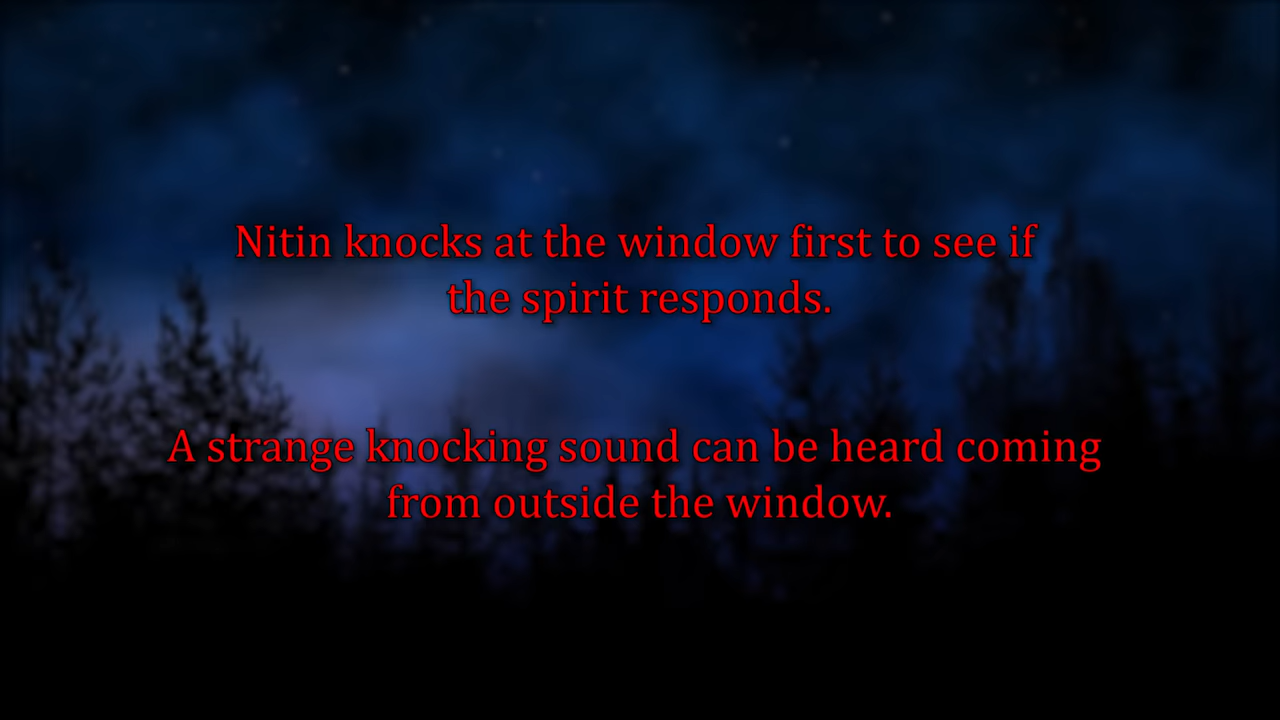 Nitin knocks at the window first to see if
the spirit responds.
A strange knocking sound can be heard coming
from outside the window.